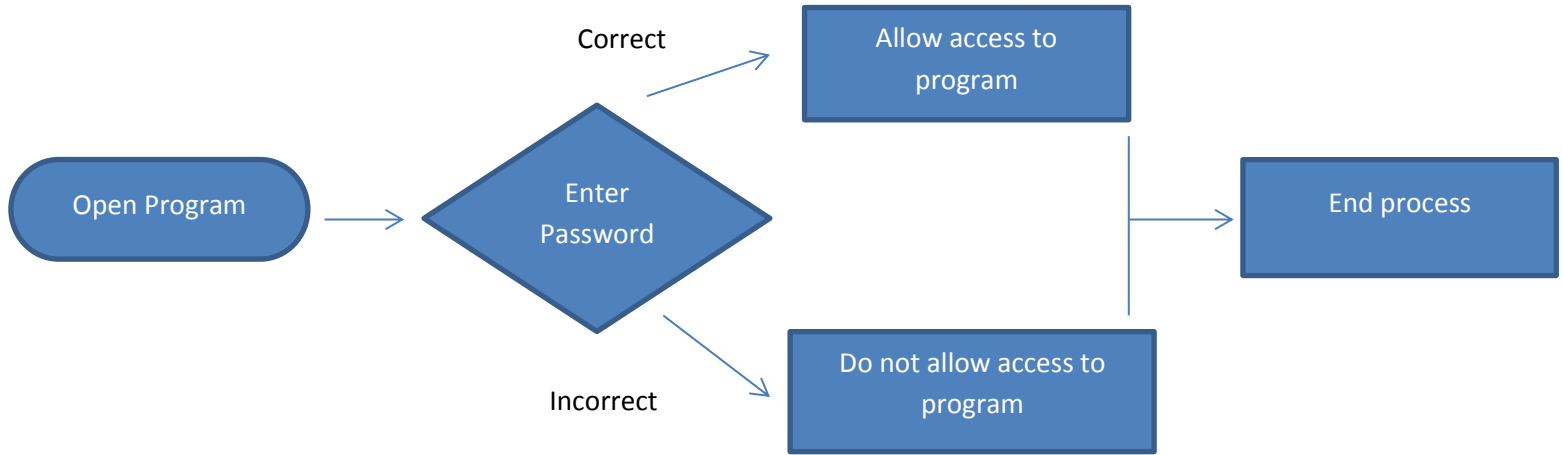 Open Program
Enter
Password
Correct
Allow access to
program
Incorrect
Do not allow access to
program
End process